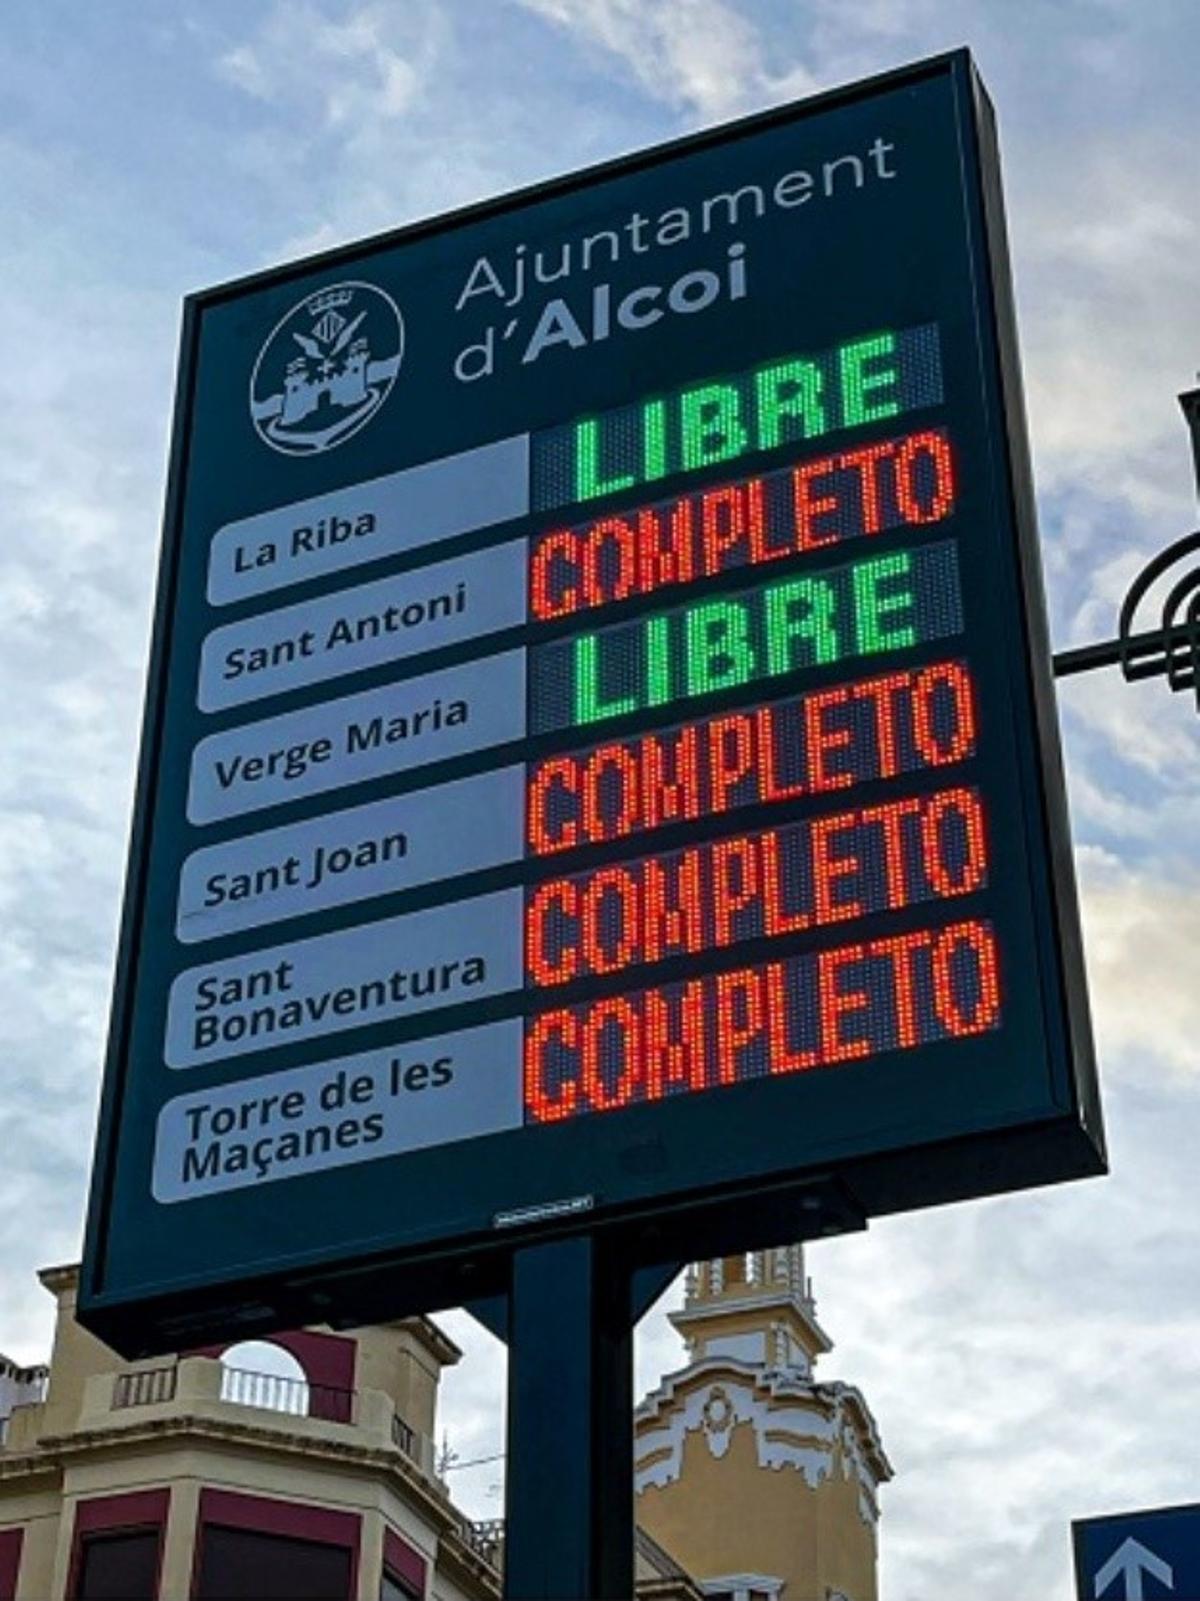 Ajuntament
d'Alcoi
La Riba LIBRE
Sant Antoni COMPLETO
Verge Maria LIBRE
Sant Joan COMPLETO
Sant
Bonaventura COMPLETO
Torre de les
Maçanes COMPLETO